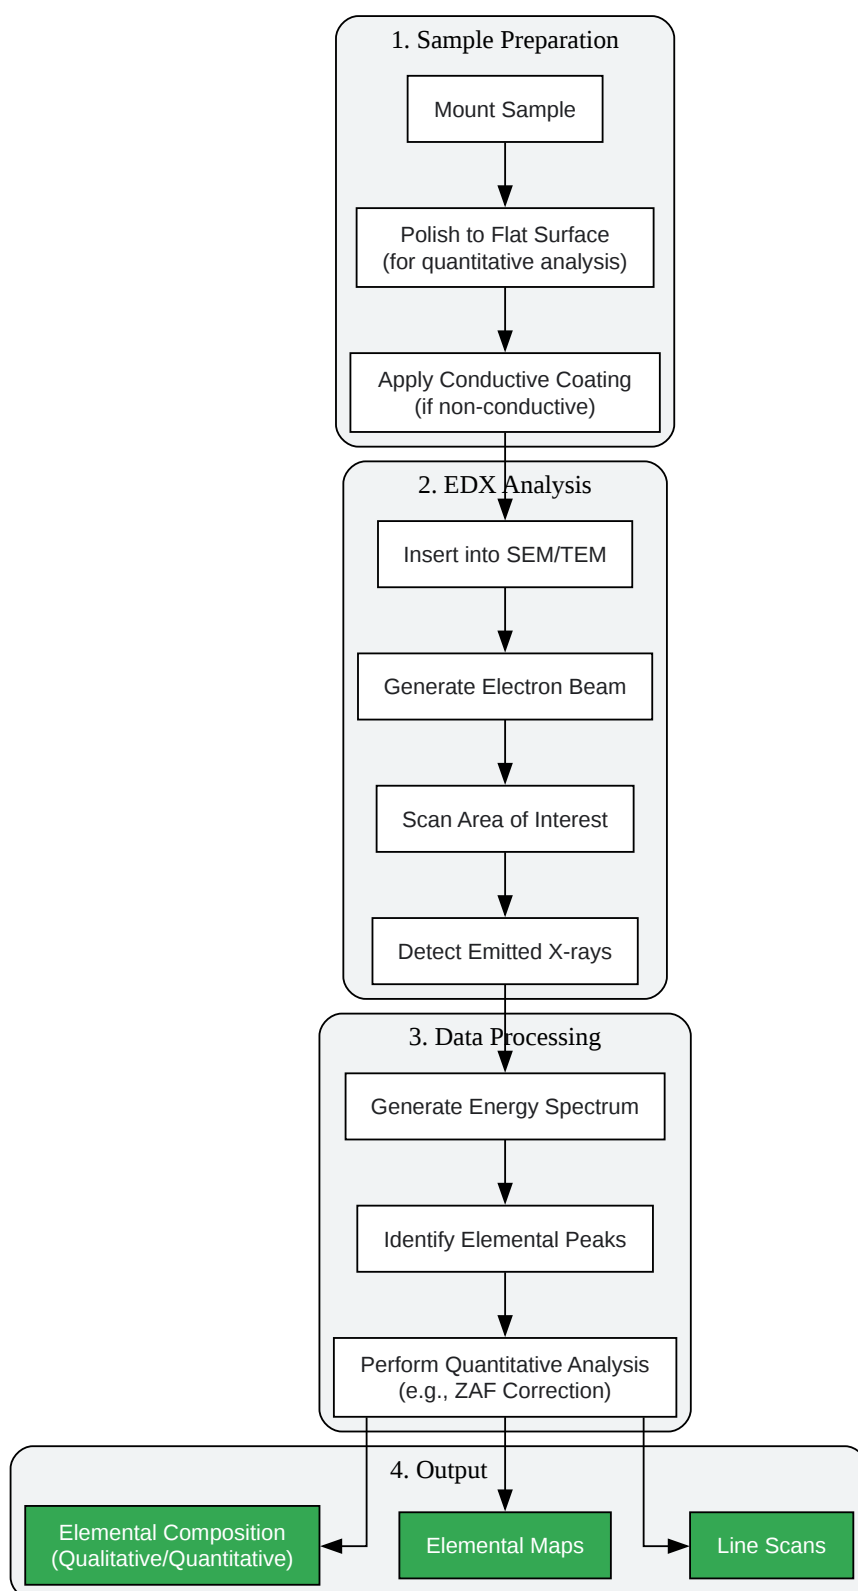 1. Sample Preparation
Mount Sample
Polish to Flat Surface
(for quantitative analysis)
Apply Conductive Coating
(if non-conductive)
2. EDX Analysis
Insert into SEM/TEM
Generate Electron Beam
Scan Area of Interest
Detect Emitted X-rays
3. Data Processing
Generate Energy Spectrum
Identify Elemental Peaks
Perform Quantitative Analysis
(e.g., ZAF Correction)
4. Output
Elemental Composition
(Qualitative/Quantitative)
Elemental Maps
Line Scans